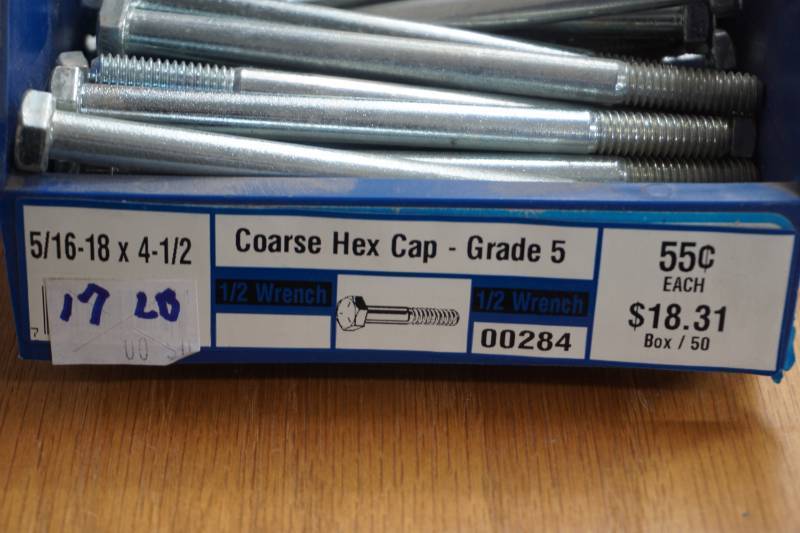 5/16-18 x 4-1/2
Coarse Hex Cap - Grade 5
1/2 Wrench
1/2 Wrench
00284
55¢
EACH
$18.31
Box / 50
7
17